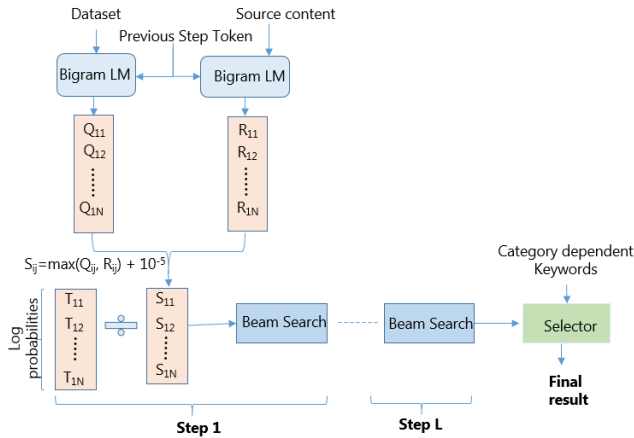 Dataset
Source content
Previous Step Token
Bigram LM
Bigram LM
Q11
Q12
Q1N
R11
R12
R1N
Sij=max(Qij, Rij) + 10-5
Category dependent
Keywords
Log
probabilities
T11
T12
T1N
÷
S11
S12
S1N
Beam Search
Beam Search
Selector
Final
result
Step 1
Step L